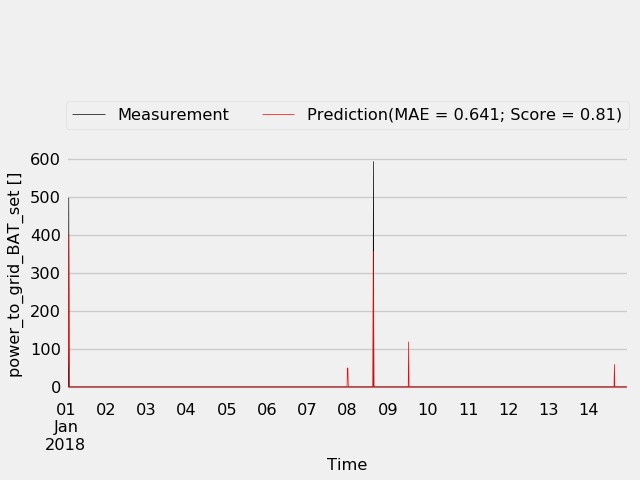 Measurement Prediction(MAE = 0.641; Score = 0.81)
power_to_grid_BAT_set []
600
500
400
300
200
100
0
01 02 03 04 05 06 07 08 09 10 11 12 13 14
Jan
2018
Time